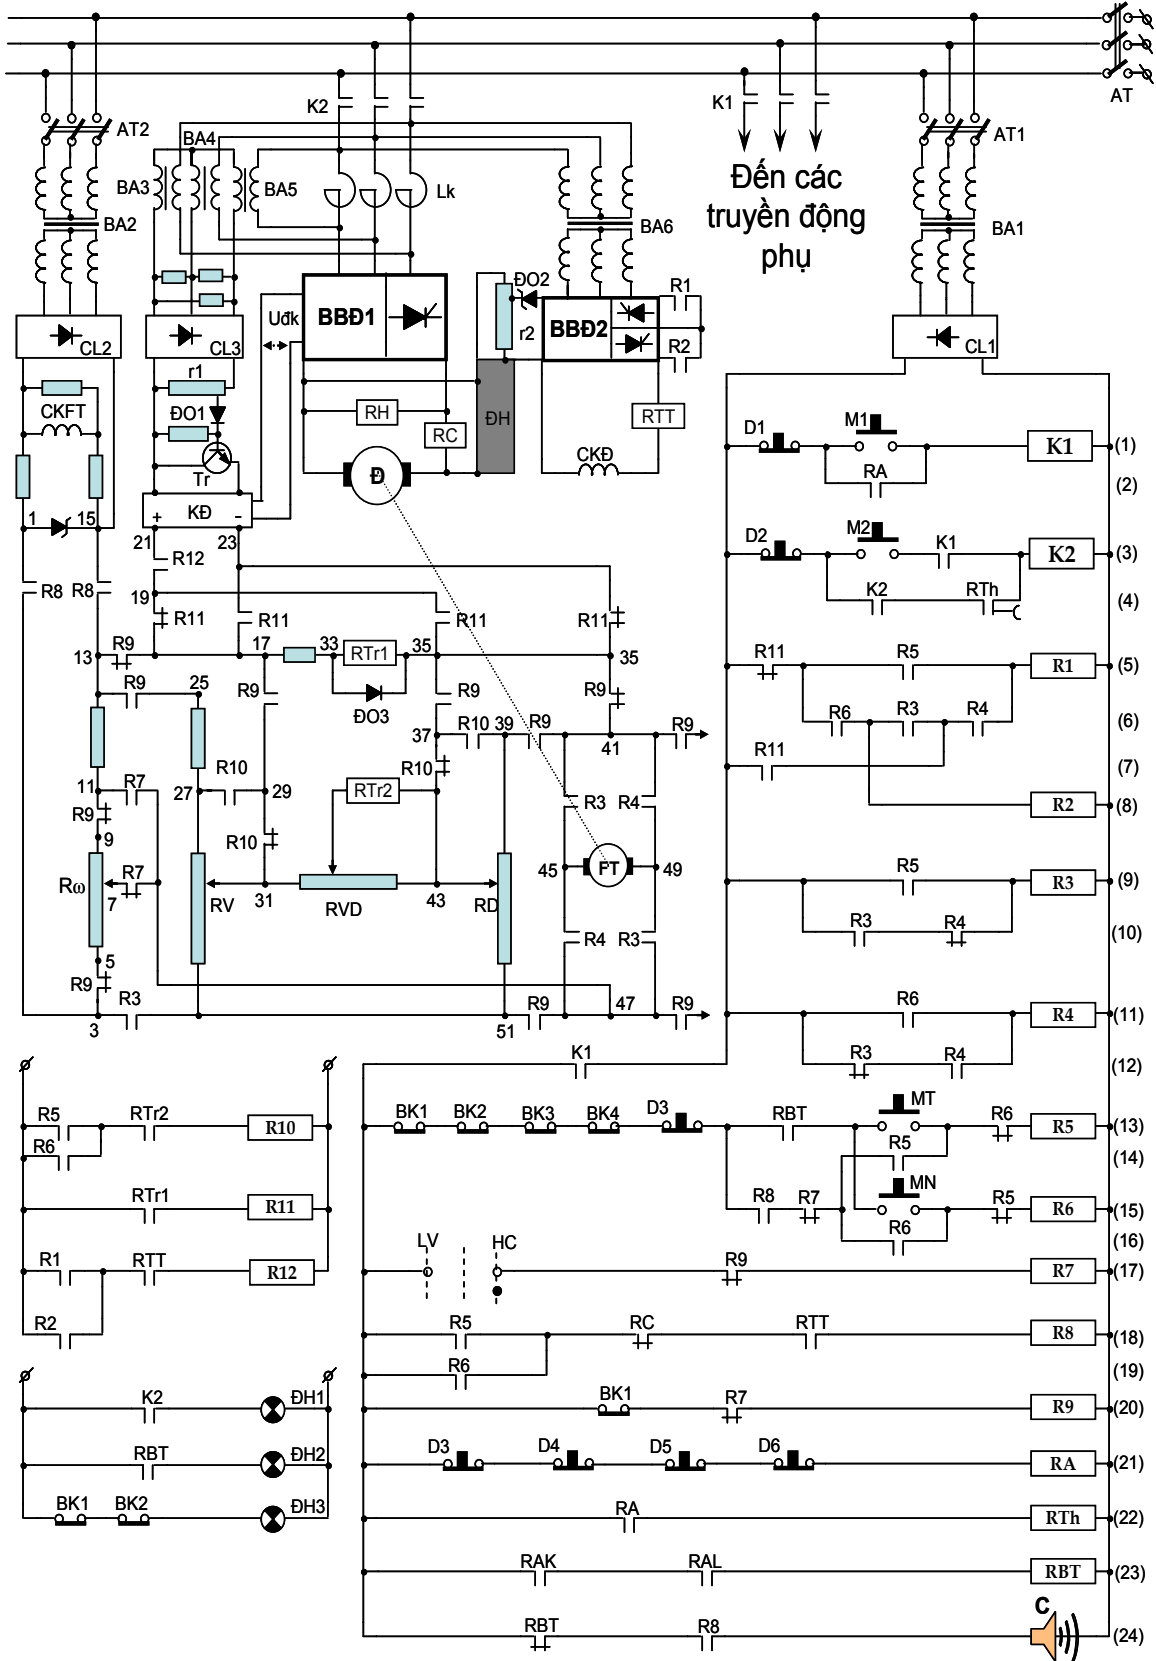 AT
K2
K1
AT2
BA4
AT1
BA3
BA5
Lk
Đến các
truyền động
phụ
BA2
BA6
BA1
Uđk
BBĐ1
ĐO2
r2
BBĐ2
R1
R2
CL2
CL3
CL1
r1
CKFT
ĐO1
RH
RC
ĐH
RTT
D1
M1
K1
(1)
Tr
Đ
CKĐ
RA
(2)
1
15
+
KĐ
-
21
23
D2
M2
K1
K2
(3)
R12
R8
R8
19
K2
RTh
(4)
R11
R11
R11
R11
13
R9
17
33
RTr1
35
35
R11
R5
R1
(5)
R9
25
R9
ĐO3
R9
R9
R6
R3
R4
(6)
37
R10
39
R9
41
R9
R11
(7)
R10
R10
11
R7
27
29
RTr2
R3
R4
R2
(8)
R9
9
R10
Rω
R7
7
45
FT
49
R5
R3
(9)
RV
31
RVD
43
RD
R3
R4
(10)
5
R4
R3
R9
3
R3
51
R9
47
R9
R6
R4
(11)
K1
R3
R4
(12)
R5
RTr2
R10
BK1
BK2
BK3
BK4
D3
RBT
MT
R6
R5
(13)
R6
R5
(14)
RTr1
R11
R8
R7
MN
R5
R6
(15)
R6
(16)
R1
RTT
R12
LV
HC
R9
R7
(17)
R2
R5
RC
RTT
R8
(18)
R6
(19)
K2
ĐH1
BK1
R7
R9
(20)
RBT
ĐH2
D3
D4
D5
D6
RA
(21)
BK1
BK2
ĐH3
RA
RTh
(22)
RAK
RAL
RBT
(23)
RBT
R8
C
(24)